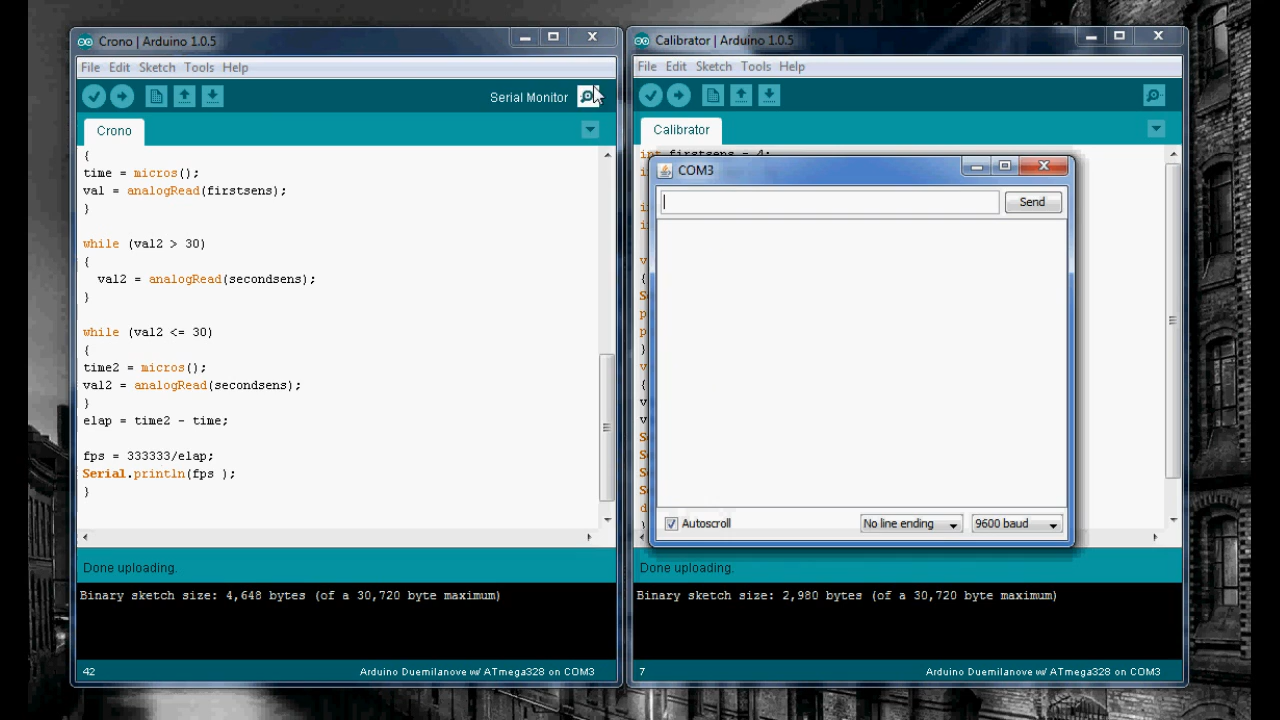 Crono | Arduino 1.0.5
File Edit Sketch Tools Help
Serial Monitor
Crono
{
time = micros();
val = analogRead(firstsens);
}
while (val2 > 30)
{
val2 = analogRead(secondsens);
}
while (val2 <= 30)
{
time2 = micros();
val2 = analogRead(secondsens);
}
elap = time2 - time;
fps = 333333/elap;
Serial.println(fps );
}
Done uploading.
Binary sketch size: 4,648 bytes (of a 30,720 byte maximum)
42
Arduino Duemilanove w/ ATmega328 on COM3
Calibrator | Arduino 1.0.5
File Edit Sketch Tools Help
Calibrator
int firstsens = 4;
COM3
Send
Autoscroll
No line ending
9600 baud
Done uploading.
Binary sketch size: 2,980 bytes (of a 30,720 byte maximum)
7
Arduino Duemilanove w/ ATmega328 on COM3